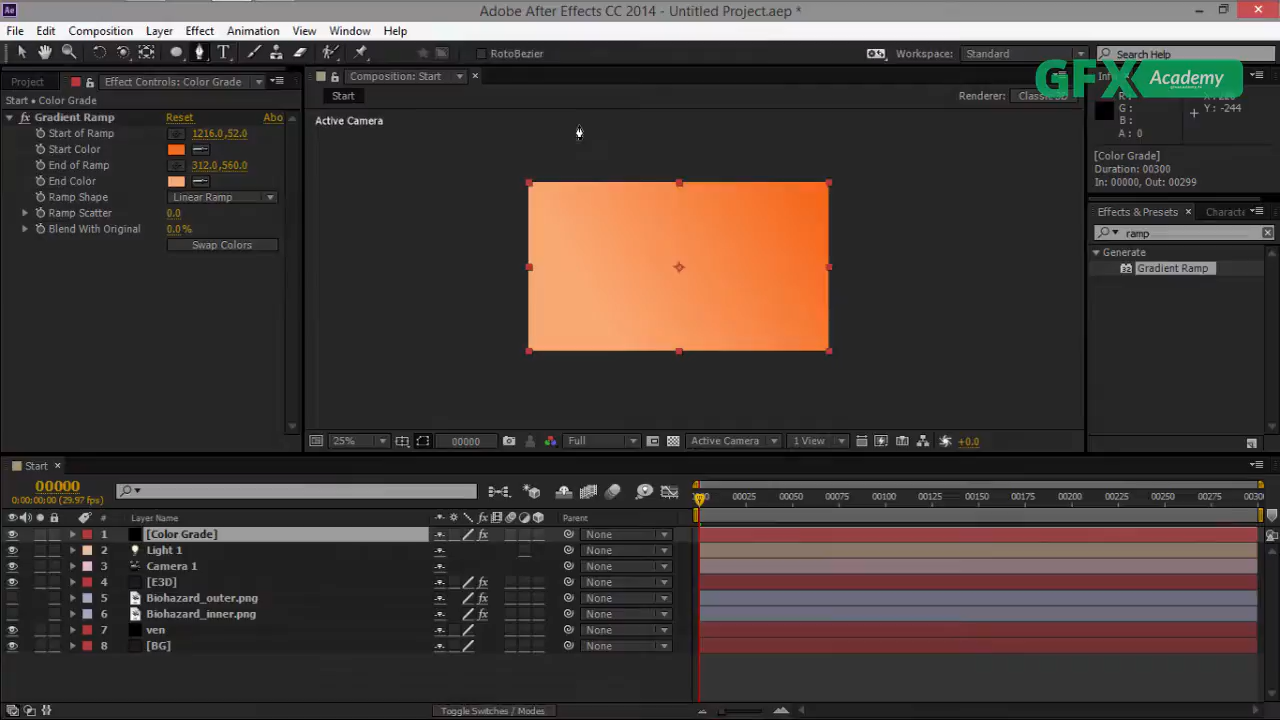 Adobe After Effects CC 2014 - Untitled Project.aep *
File Edit Composition Layer Effect Animation View Window Help
RotoBezier
Workspace: Standard
Search Help
GFX Academy
Project
Effect Controls: Color Grade
Composition: Start
Start • Color Grade
Start
Renderer:
Gradient Ramp Reset Abo
Start of Ramp 1216.0,52.0
Start Color
End of Ramp 312.0,560.0
End Color
Ramp Shape Linear Ramp
Ramp Scatter 0.0
Blend With Original 0.0%
Swap Colors
Active Camera
G :
B :
A : 0
Y : -244
[Color Grade]
Duration: 00300
In: 00000, Out: 00299
Effects & Presets
ramp
Generate
Gradient Ramp
25% 00000 Full Active Camera 1 View +0.0
Start
00000
0:00:00:00 (29.97 fps)
00025 00050 00075 00100 00125 00150 00175 00200 00225 00250 0030
# Layer Name Parent
1 [Color Grade] None
2 Light 1 None
3 Camera 1 None
4 [E3D] None
5 Biohazard_outer.png None
6 Biohazard_inner.png None
7 ven None
8 [BG] None
Toggle Switches / Modes